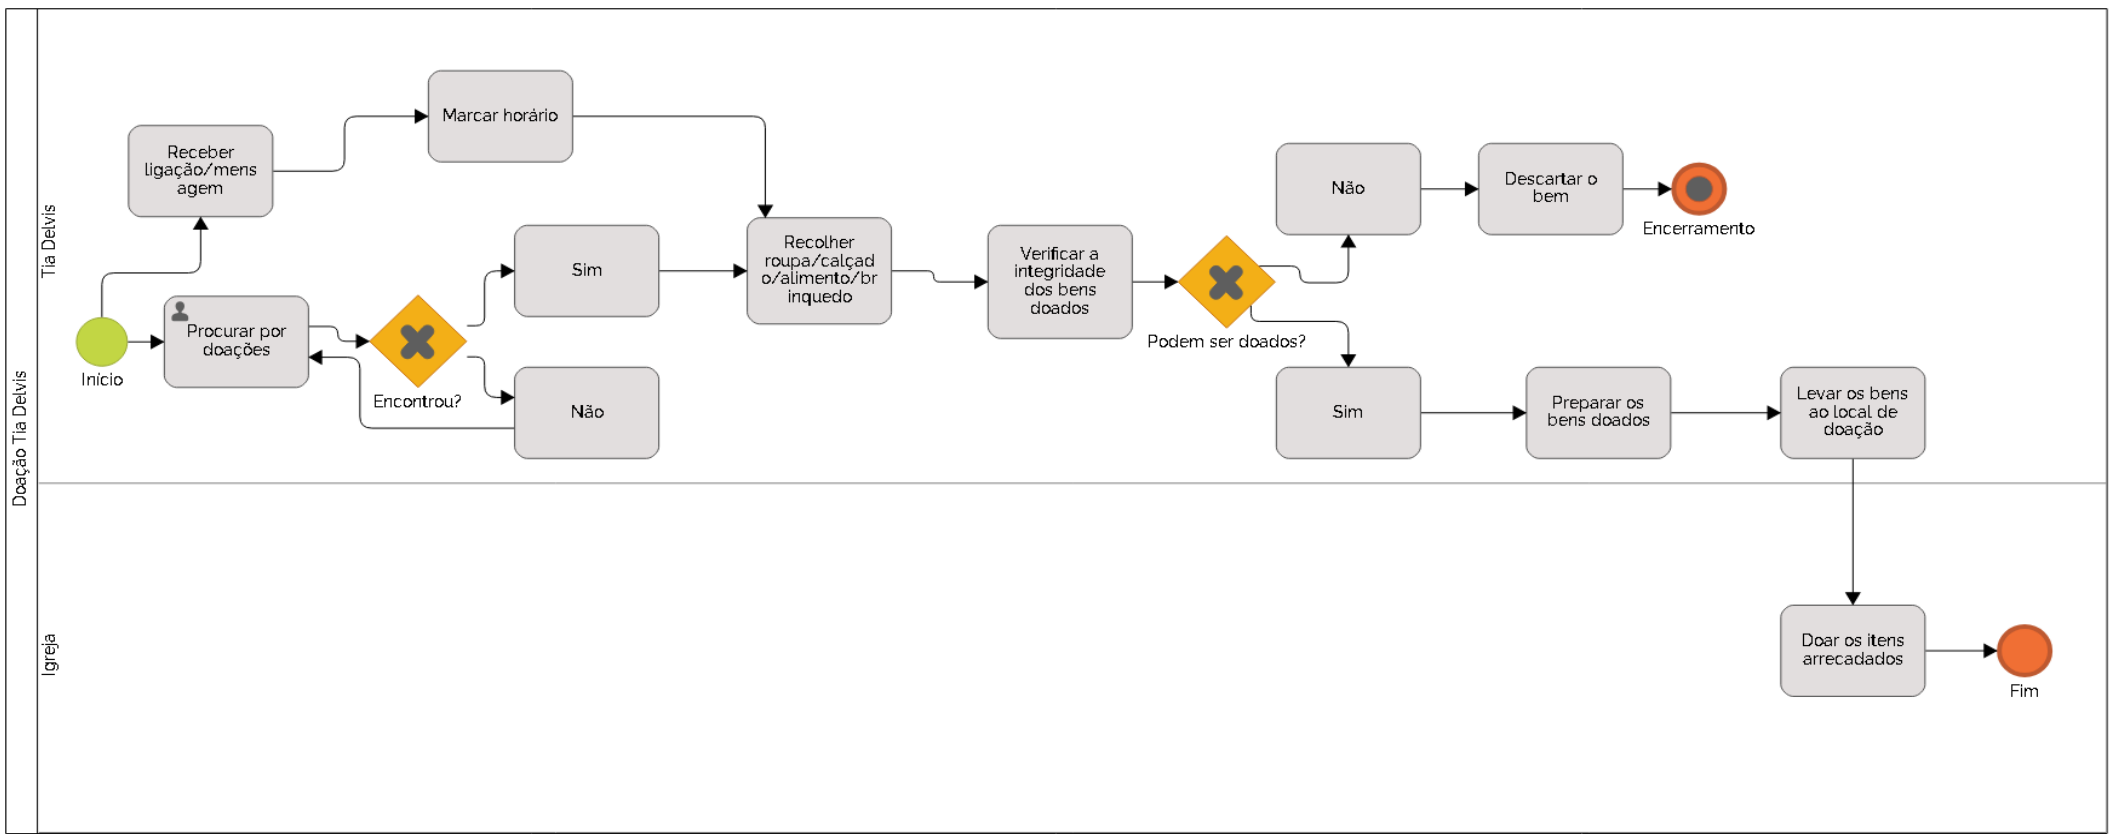 Doação Tia Delvis
Tia Delvis
Início
Receber
ligação/mens
agem
Marcar horário
Procurar por
doações
Encontrou?
Sim
Não
Recolher
roupa/calçad
o/alimento/br
inquedo
Verificar a
integridade
dos bens
doados
Podem ser doados?
Não
Descartar o
bem
Encerramento
Sim
Preparar os
bens doados
Levar os bens
ao local de
doação
Igreja
Doar os itens
arrecadados
Fim